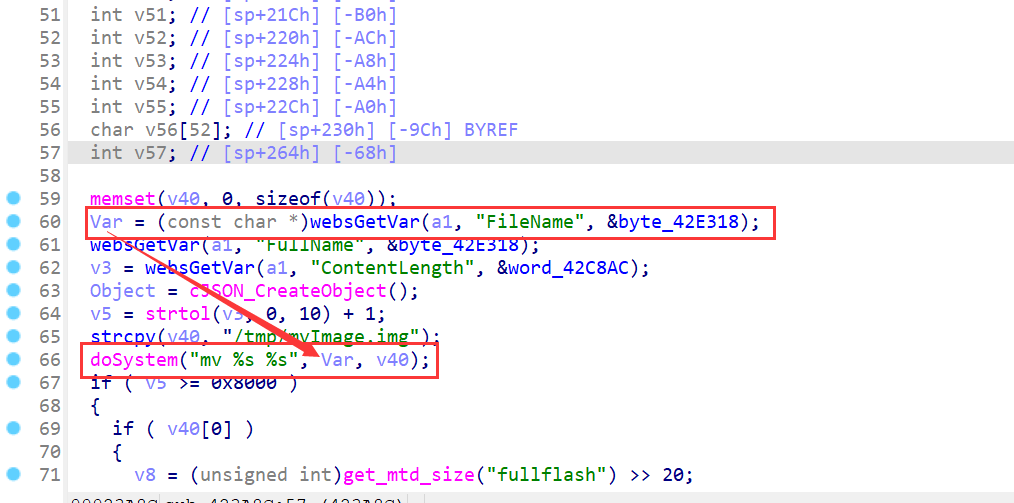 51 int v51; // [sp+21Ch] [-B0h]
52 int v52; // [sp+220h] [-ACh]
53 int v53; // [sp+224h] [-A8h]
54 int v54; // [sp+228h] [-A4h]
55 int v55; // [sp+22Ch] [-A0h]
56 char v56[52]; // [sp+230h] [-9Ch] BYREF
57 int v57; // [sp+264h] [-68h]
58
59 memset(v40, 0, sizeof(v40));
60 Var = (const char *)websGetVar(a1, "FileName", &byte_42E318);
61 websGetVar(a1, "FullName", &byte_42E318);
62 v3 = websGetVar(a1, "ContentLength", &word_42C8AC);
63 Object = cJSON_CreateObject();
64 v5 = strtol(v3, 0, 10) + 1;
65 strcpy(v40, "/tmp/myImage.img");
66 doSystem("mv %s %s", Var, v40);
67 if ( v5 >= 0x8000 )
68 {
69 if ( v40[0] )
70 {
71 v8 = (unsigned int)get_mtd_size("fullflash") >> 20;